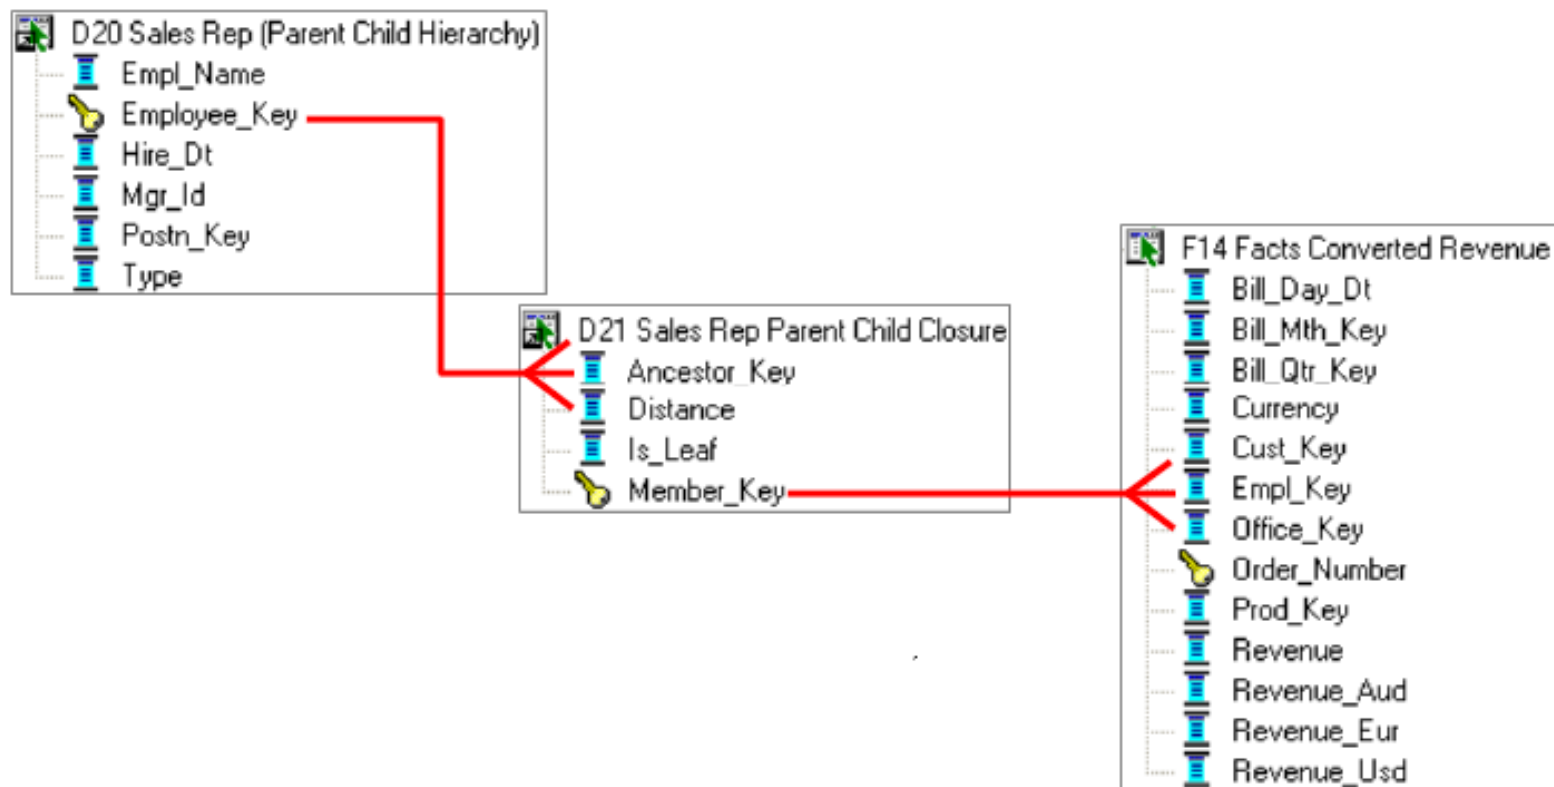 D20 Sales Rep (Parent Child Hierarchy)
Empl_Name
Employee_Key
Hire_Dt
Mgr_Id
Postn_Key
Type
D21 Sales Rep Parent Child Closure
Ancestor_Key
Distance
Is_Leaf
Member_Key
F14 Facts Converted Revenue
Bill_Day_Dt
Bill_Mth_Key
Bill_Qtr_Key
Currency
Cust_Key
Empl_Key
Office_Key
Order_Number
Prod_Key
Revenue
Revenue_Aud
Revenue_Eur
Revenue_Usd